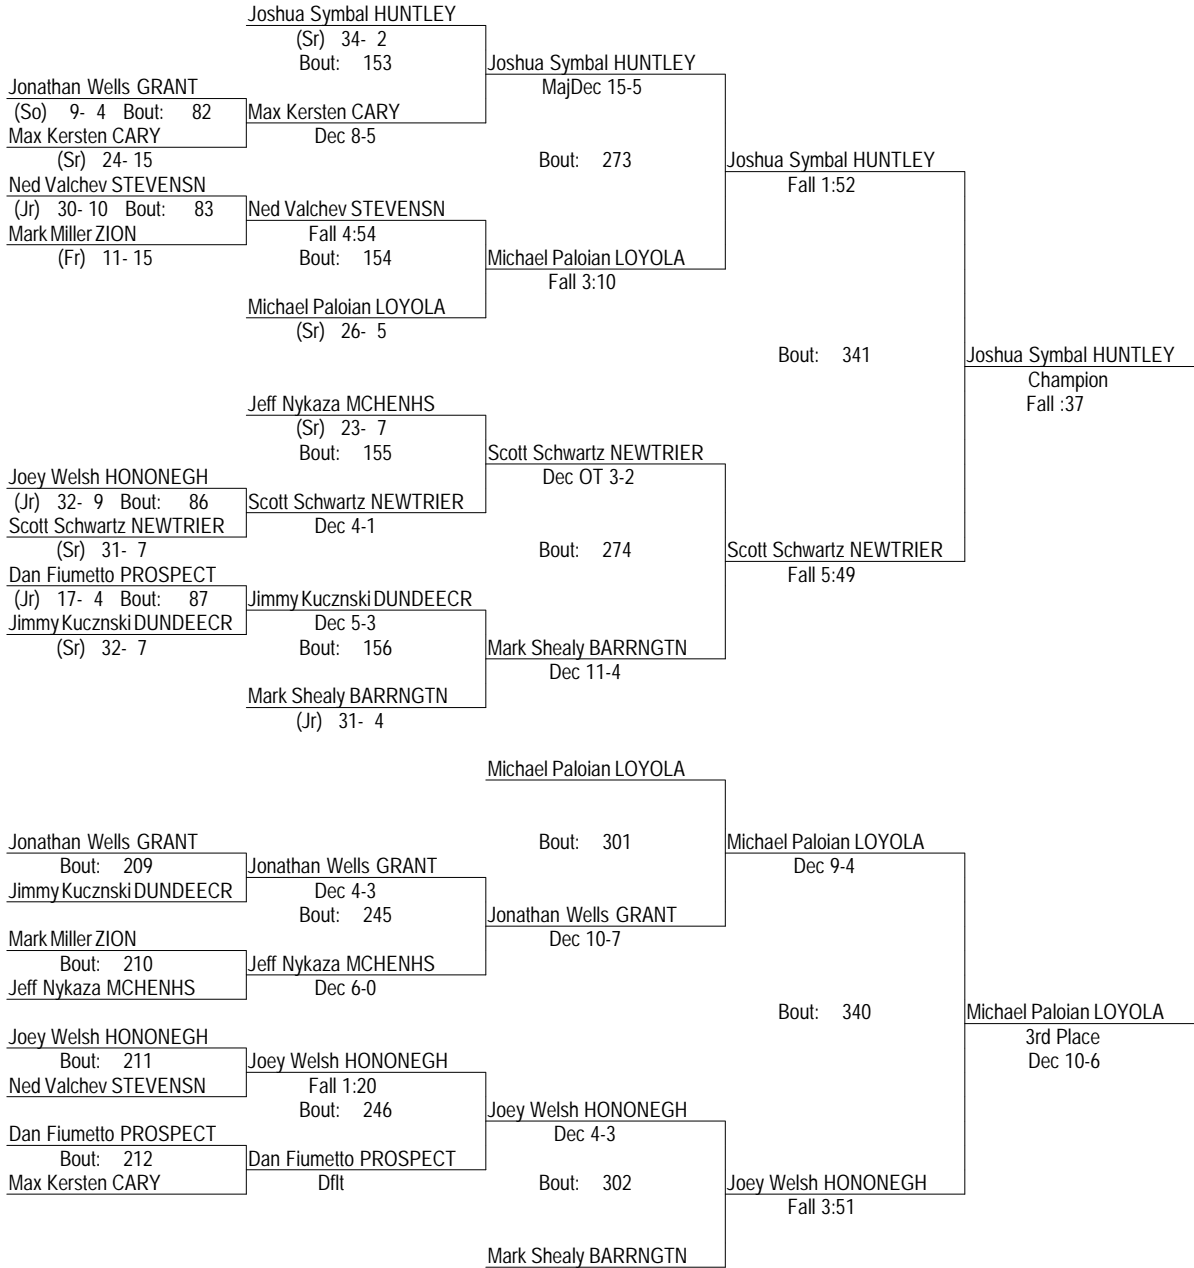 Joshua Symbal HUNTLEY
(Sr) 34- 2
Bout: 153
Joshua Symbal HUNTLEY
Jonathan Wells GRANT
MajDec 15-5
(So) 9- 4 Bout: 82
Max Kersten CARY
Max Kersten CARY
Dec 8-5
(Sr) 24- 15
Bout: 273
Joshua Symbal HUNTLEY
Ned Valchev STEVENSN
Fall 1:52
(Jr) 30- 10 Bout: 83
Ned Valchev STEVENSN
Mark Miller ZION
Fall 4:54
(Fr) 11- 15
Bout: 154
Michael Paloian LOYOLA
Fall 3:10
Michael Paloian LOYOLA
(Sr) 26- 5
Bout: 341
Joshua Symbal HUNTLEY
Champion
Fall :37
Jeff Nykaza MCHENHS
(Sr) 23- 7
Bout: 155
Scott Schwartz NEWTRIER
Joey Welsh HONONEGH
Dec OT 3-2
(Jr) 32- 9 Bout: 86
Scott Schwartz NEWTRIER
Scott Schwartz NEWTRIER
Dec 4-1
(Sr) 31- 7
Bout: 274
Scott Schwartz NEWTRIER
Dan Fiumetto PROSPECT
Fall 5:49
(Jr) 17- 4 Bout: 87
Jimmy Kucznski DUNDEECR
Jimmy Kucznski DUNDEECR
Dec 5-3
(Sr) 32- 7
Bout: 156
Mark Shealy BARRNGTN
Dec 11-4
Mark Shealy BARRNGTN
(Jr) 31- 4
Michael Paloian LOYOLA
Jonathan Wells GRANT
Bout: 301
Michael Paloian LOYOLA
Bout: 209
Jonathan Wells GRANT
Dec 9-4
Jimmy Kucznski DUNDEECR
Dec 4-3
Bout: 245
Jonathan Wells GRANT
Mark Miller ZION
Dec 10-7
Bout: 210
Jeff Nykaza MCHENHS
Jeff Nykaza MCHENHS
Dec 6-0
Bout: 340
Michael Paloian LOYOLA
Joey Welsh HONONEGH
3rd Place
Bout: 211
Joey Welsh HONONEGH
Dec 10-6
Ned Valchev STEVENSN
Fall 1:20
Bout: 246
Joey Welsh HONONEGH
Dan Fiumetto PROSPECT
Dec 4-3
Bout: 212
Dan Fiumetto PROSPECT
Max Kersten CARY
Dflt
Bout: 302
Joey Welsh HONONEGH
Fall 3:51
Mark Shealy BARRNGTN